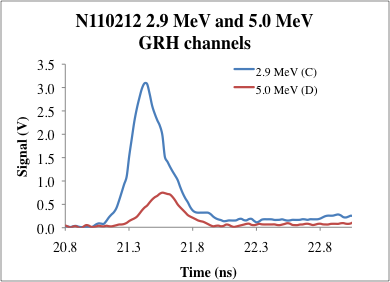 N110212 2.9 MeV and 5.0 MeV
GRH channels
2.9 MeV (C)
5.0 MeV (D)
Signal (V)
3.5
3.0
2.5
2.0
1.5
1.0
0.5
0.0
20.8 21.3 21.8 22.3 22.8
Time (ns)